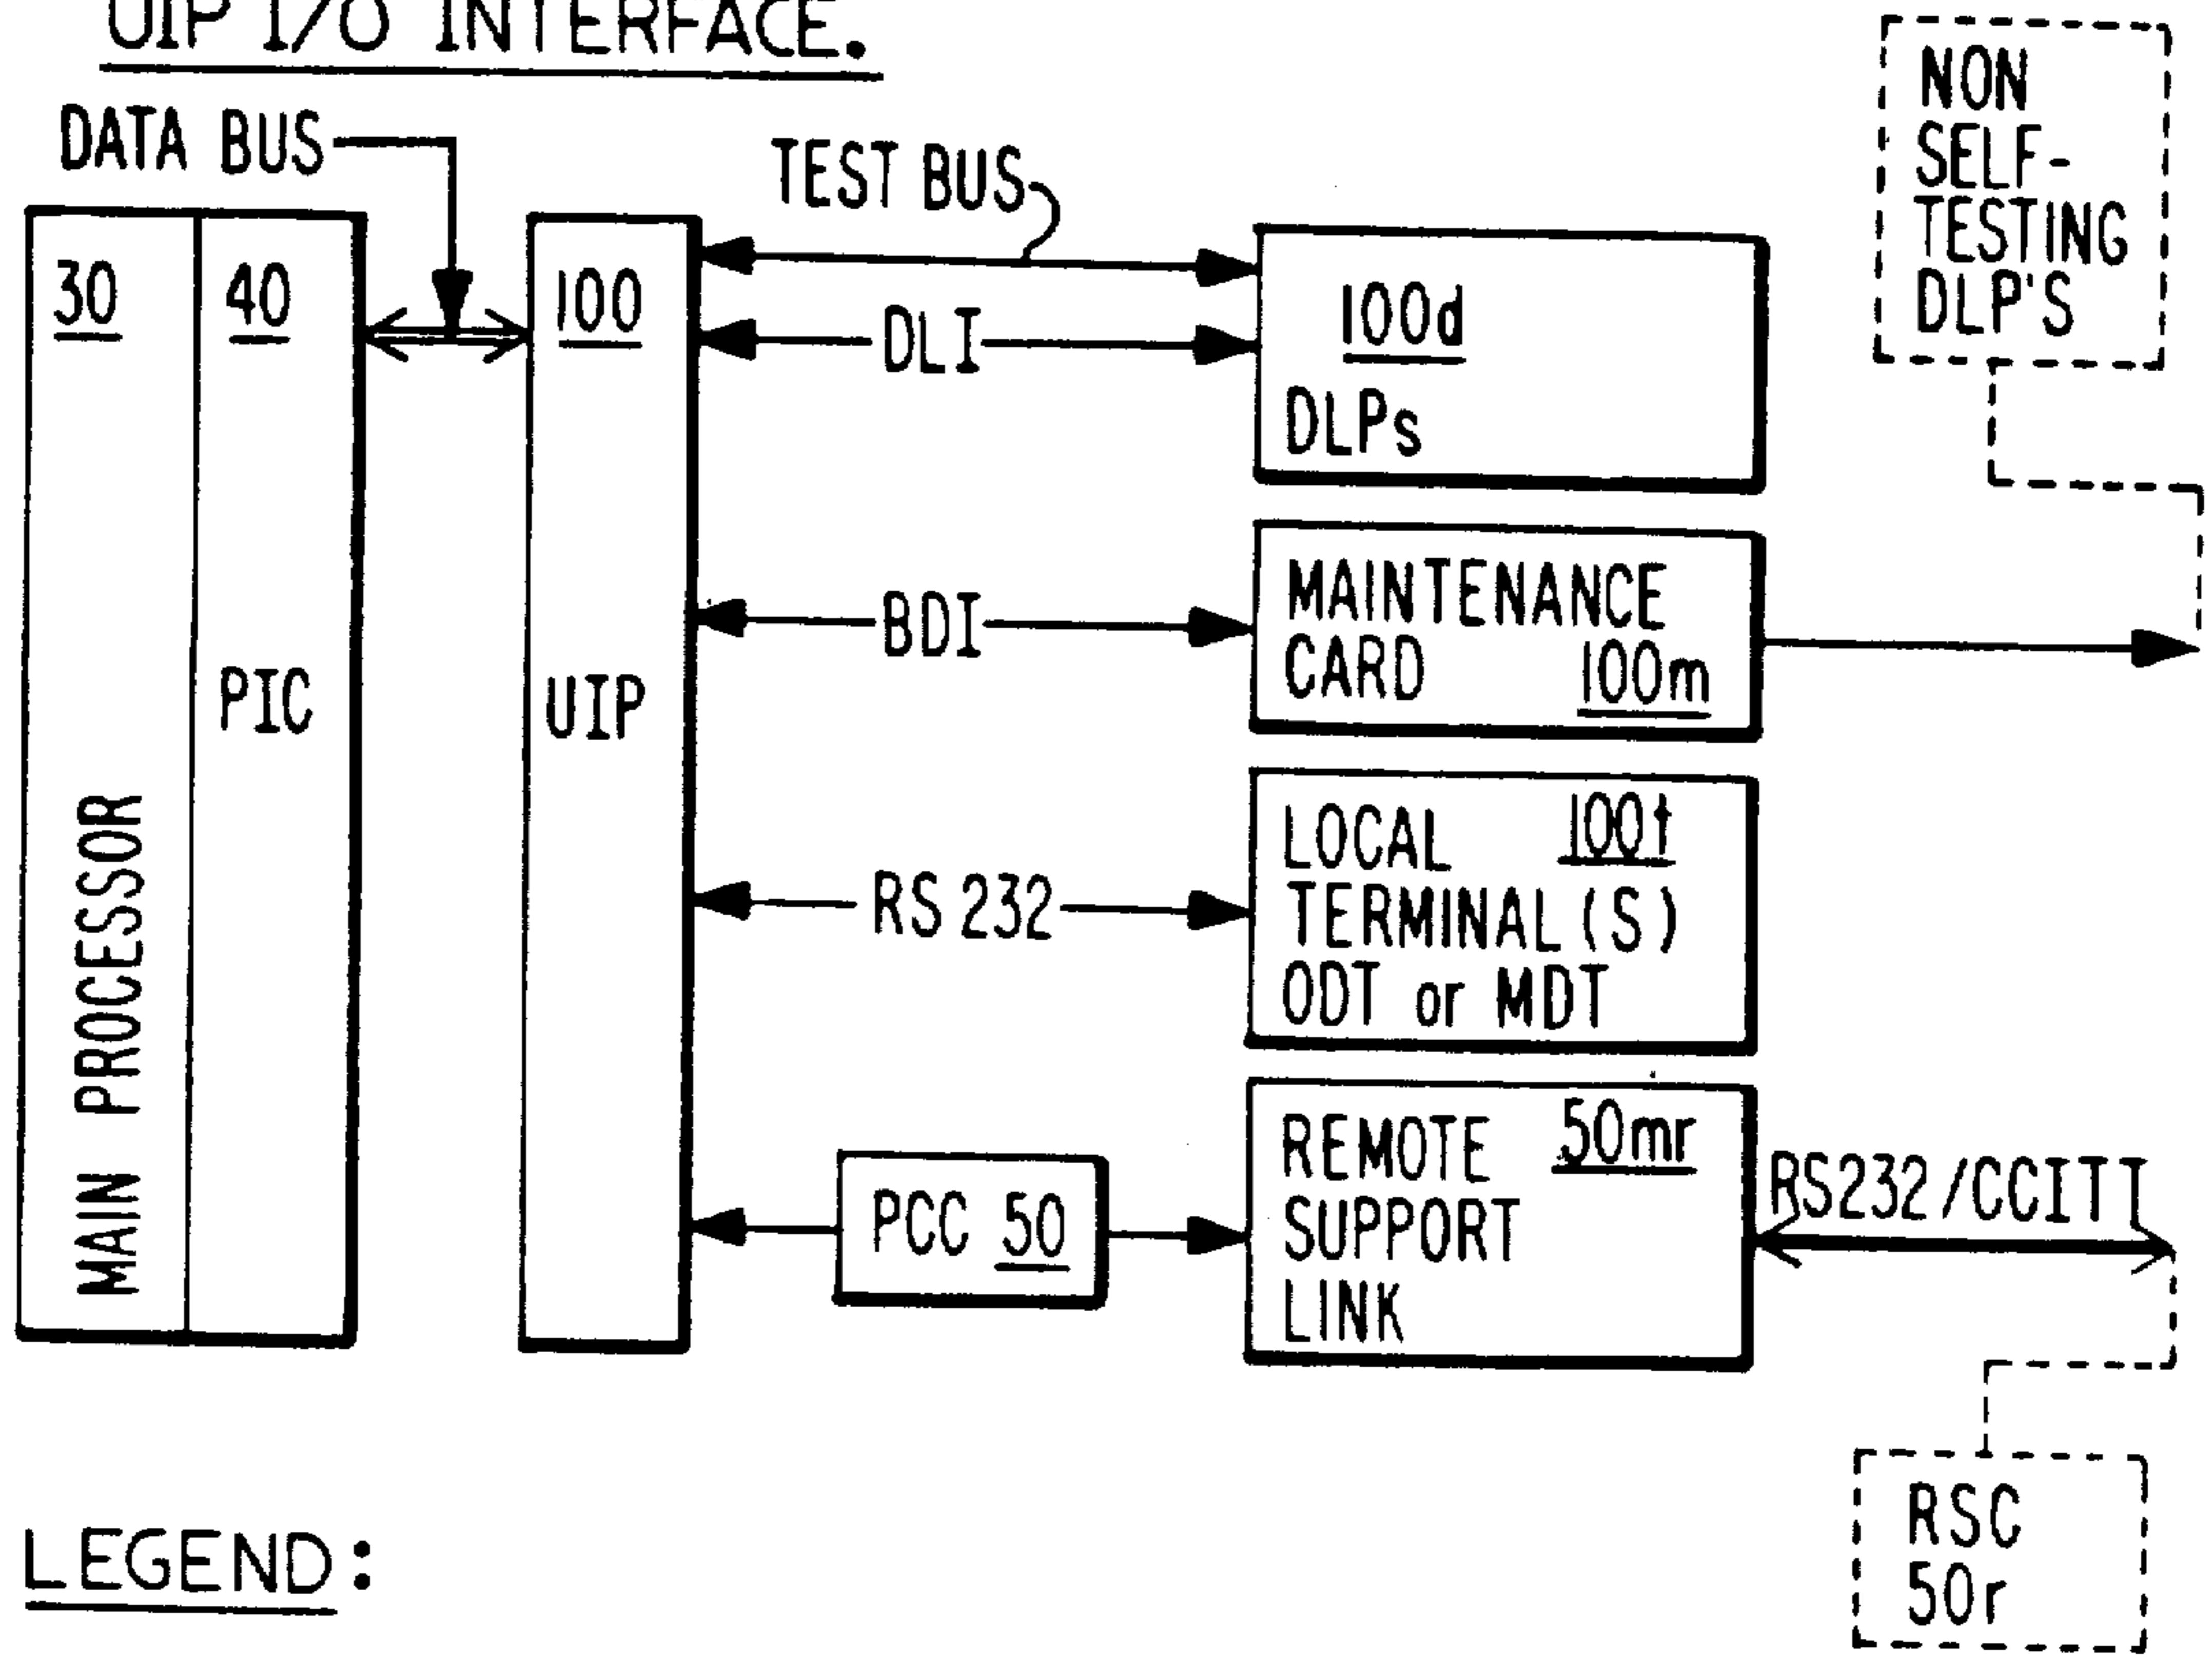 UIP I/O INTERFACE.
DATA BUS
TEST BUS
NON
SELF-
TESTING
DLP'S
30
40
100
100d
DLPs
DLI
MAIN PROCESSOR
PIC
UIP
BDI
MAINTENANCE
CARD 100m
RS 232
LOCAL 100t
TERMINAL(S)
ODT or MDT
PCC 50
REMOTE 50mr
SUPPORT
LINK
RS232/CCITT
RSC
50r
LEGEND: